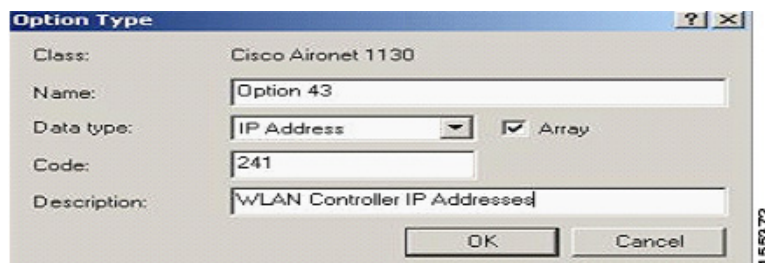 Option Type
Class: Cisco Aironet 1130
Name: Option 43
Data type: IP Address Array
Code: 241
Description: WLAN Controller IP Addresses
OK Cancel
155373